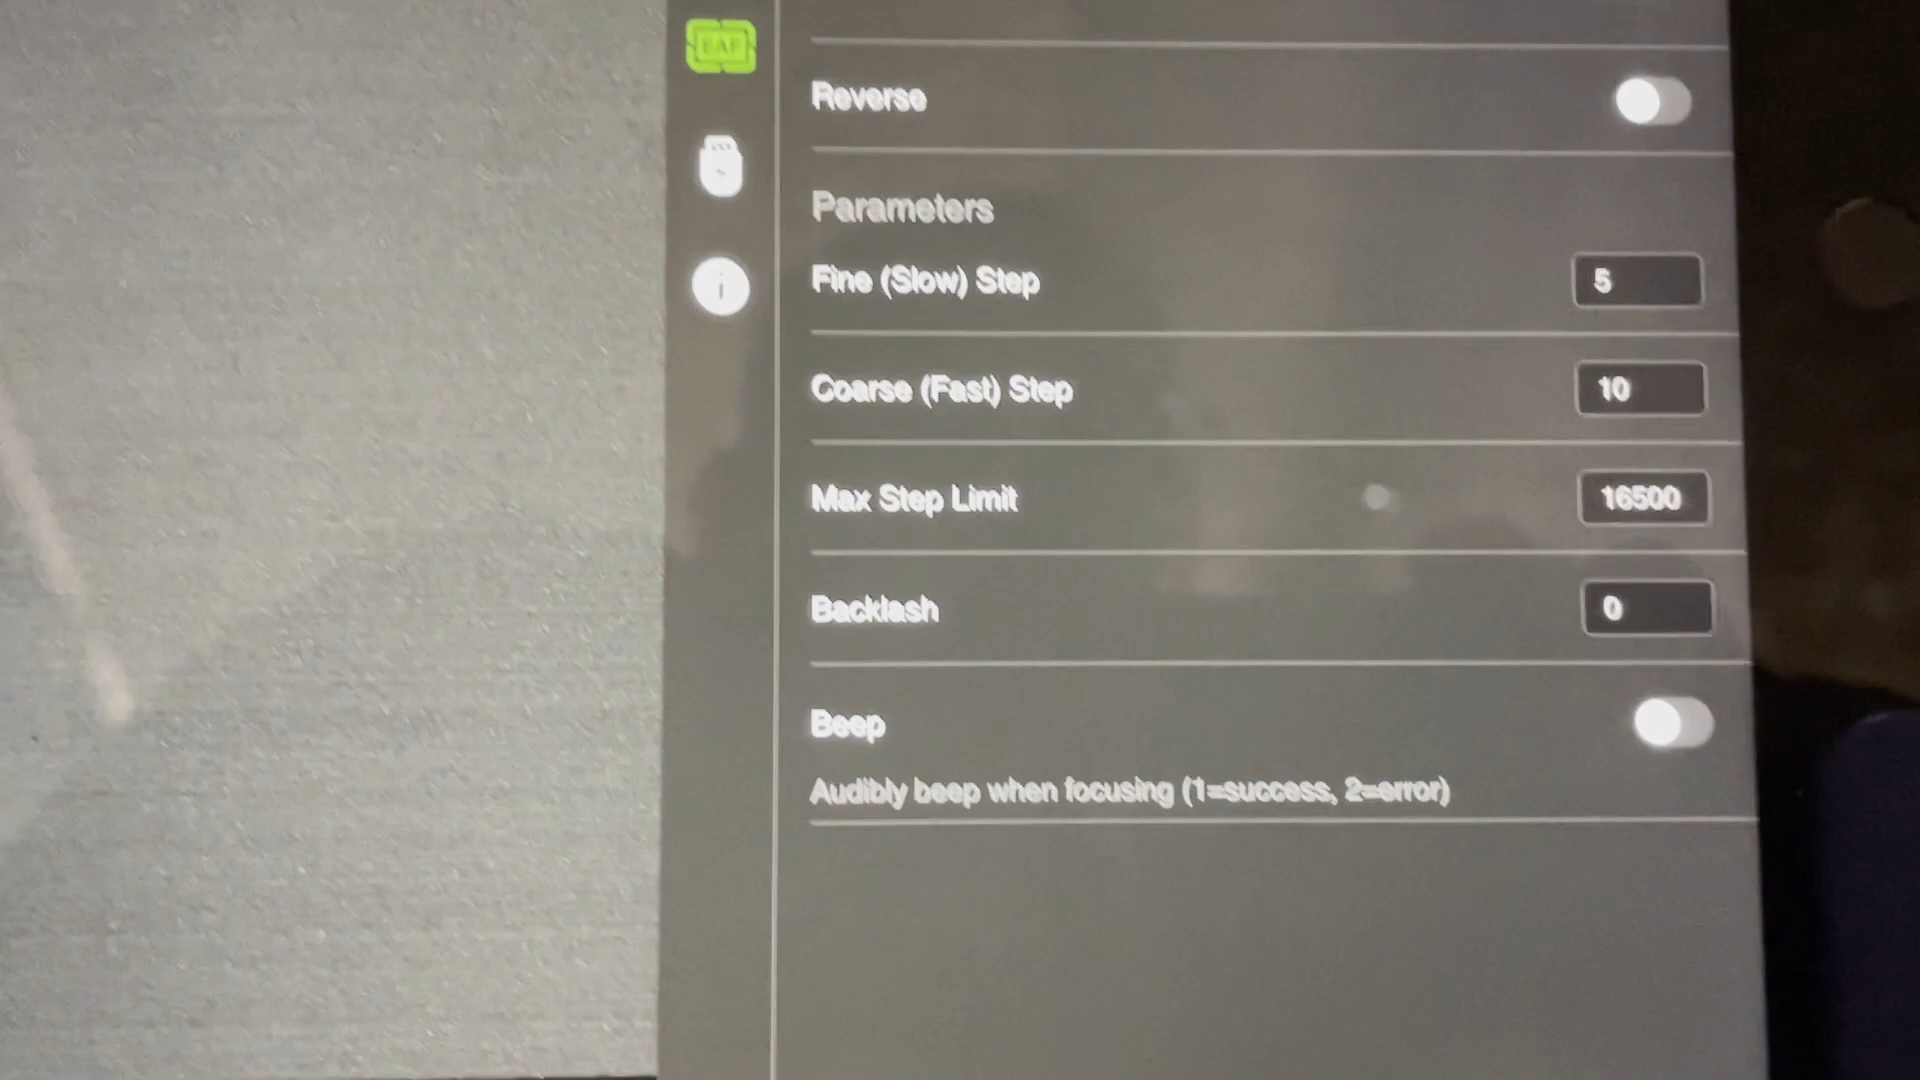 EAF
Reverse
Parameters
Fine (Slow) Step 5
Coarse (Fast) Step 10
Max Step Limit 16500
Backlash 0
Beep
Audibly beep when focusing (1=success, 2=error)